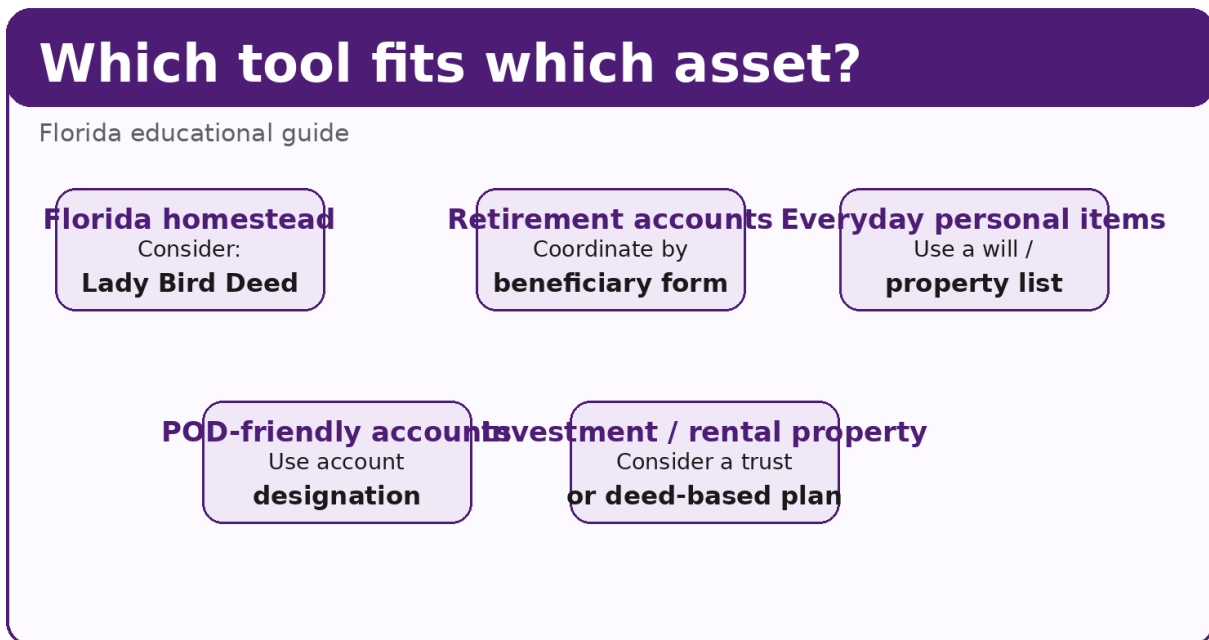 Which tool fits which asset?
Florida educational guide
Florida homestead
Consider:
Lady Bird Deed
Retirement accounts
Coordinate by
beneficiary form
Everyday personal items
Use a will /
property list
POD-friendly accounts
Use account
designation
Investment / rental property
Consider a trust
or deed-based plan